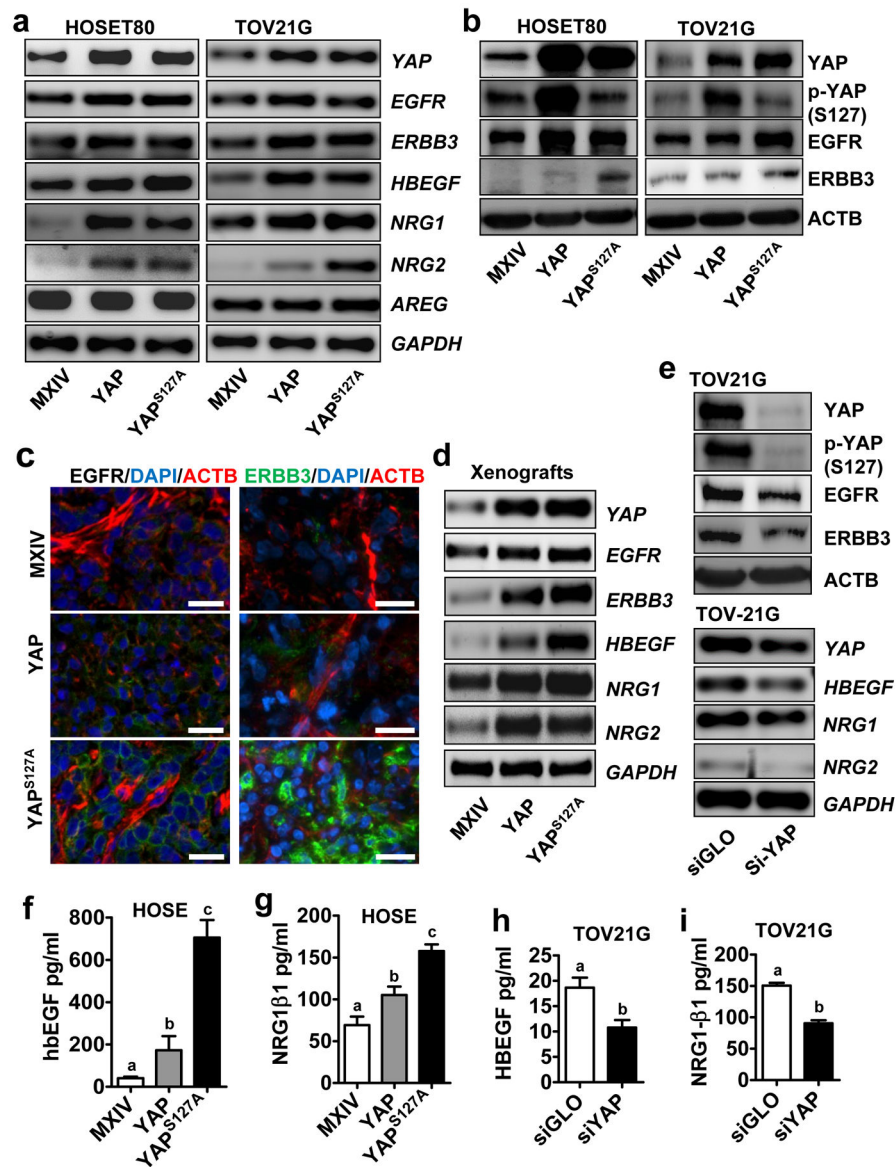 a
HOSET80 TOV21G
YAP
EGFR
ERBB3
HBEGF
NRG1
NRG2
AREG
GAPDH
MXIV YAP YAPS127A MXIV YAP YAPS127A
b
HOSET80 TOV21G
YAP
p-YAP
(S127)
EGFR
ERBB3
ACTB
MXIV YAP YAPS127A MXIV YAP YAPS127A
c
EGFR/DAPI/ACTB ERBB3/DAPI/ACTB
MXIV
YAP
YAPS127A
d
Xenografts
YAP
EGFR
ERBB3
HBEGF
NRG1
NRG2
GAPDH
MXIV YAP YAPS127A
e
TOV21G
YAP
p-YAP
(S127)
EGFR
ERBB3
ACTB
TOV-21G
YAP
HBEGF
NRG1
NRG2
GAPDH
siGLO Si-YAP
f
HOSE
hbEGF pg/ml
800
600
400
200
0
a b c
MXIV YAP YAPS127A
g
HOSE
NRG1β1 pg/ml
200
150
100
50
0
a b c
MXIV YAP YAPS127A
h
TOV21G
HBEGF pg/ml
25
20
15
10
5
0
a b
siGLO siYAP
i
TOV21G
NRG1-β1 pg/ml
200
150
100
50
0
a b
siGLO siYAP